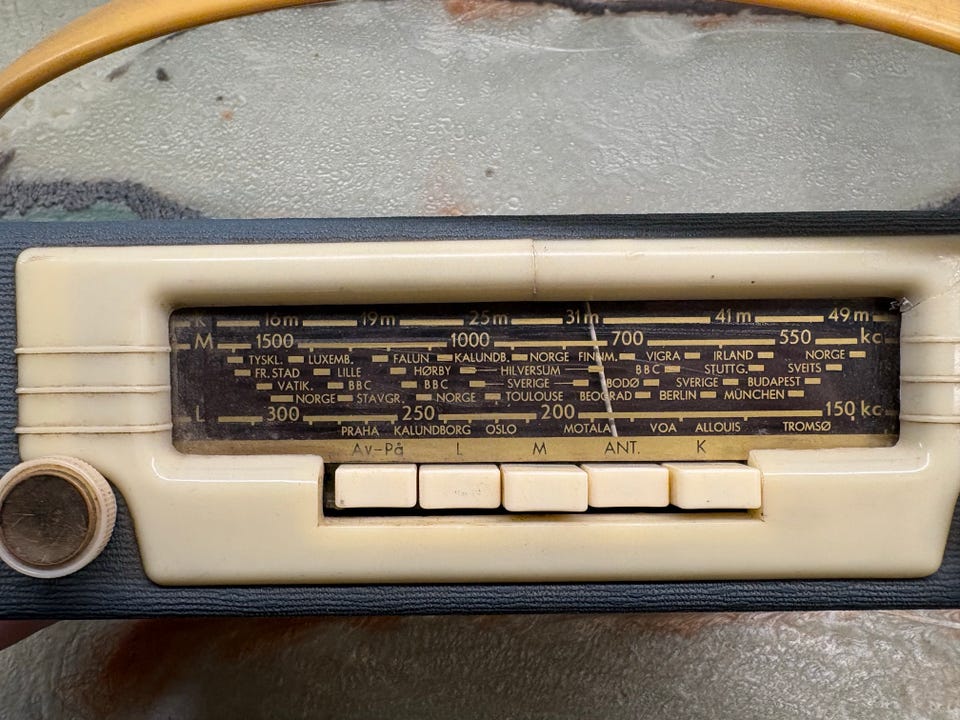 K 16m 19m 25m 31m 41m 49m
M 1500 1000 700 550 kc
TYSKL. LUXEMB. FALUN KALUNDB. NORGE FINNM. VIGRA IRLAND NORGE
FR. STAD LILLE HØRBY HILVERSUM BBC STUTTG. SVEITS
VATIK. BBC BBC SVERIGE BODØ SVERIGE BUDAPEST
NORGE STAVGR. NORGE TOULOUSE BEOGRAD BERLIN MÜNCHEN
L 300 250 200 150 kc
PRAHA KALUNDBORG OSLO MOTALA VOA ALLOUIS TROMSØ
Av-På L M ANT. K